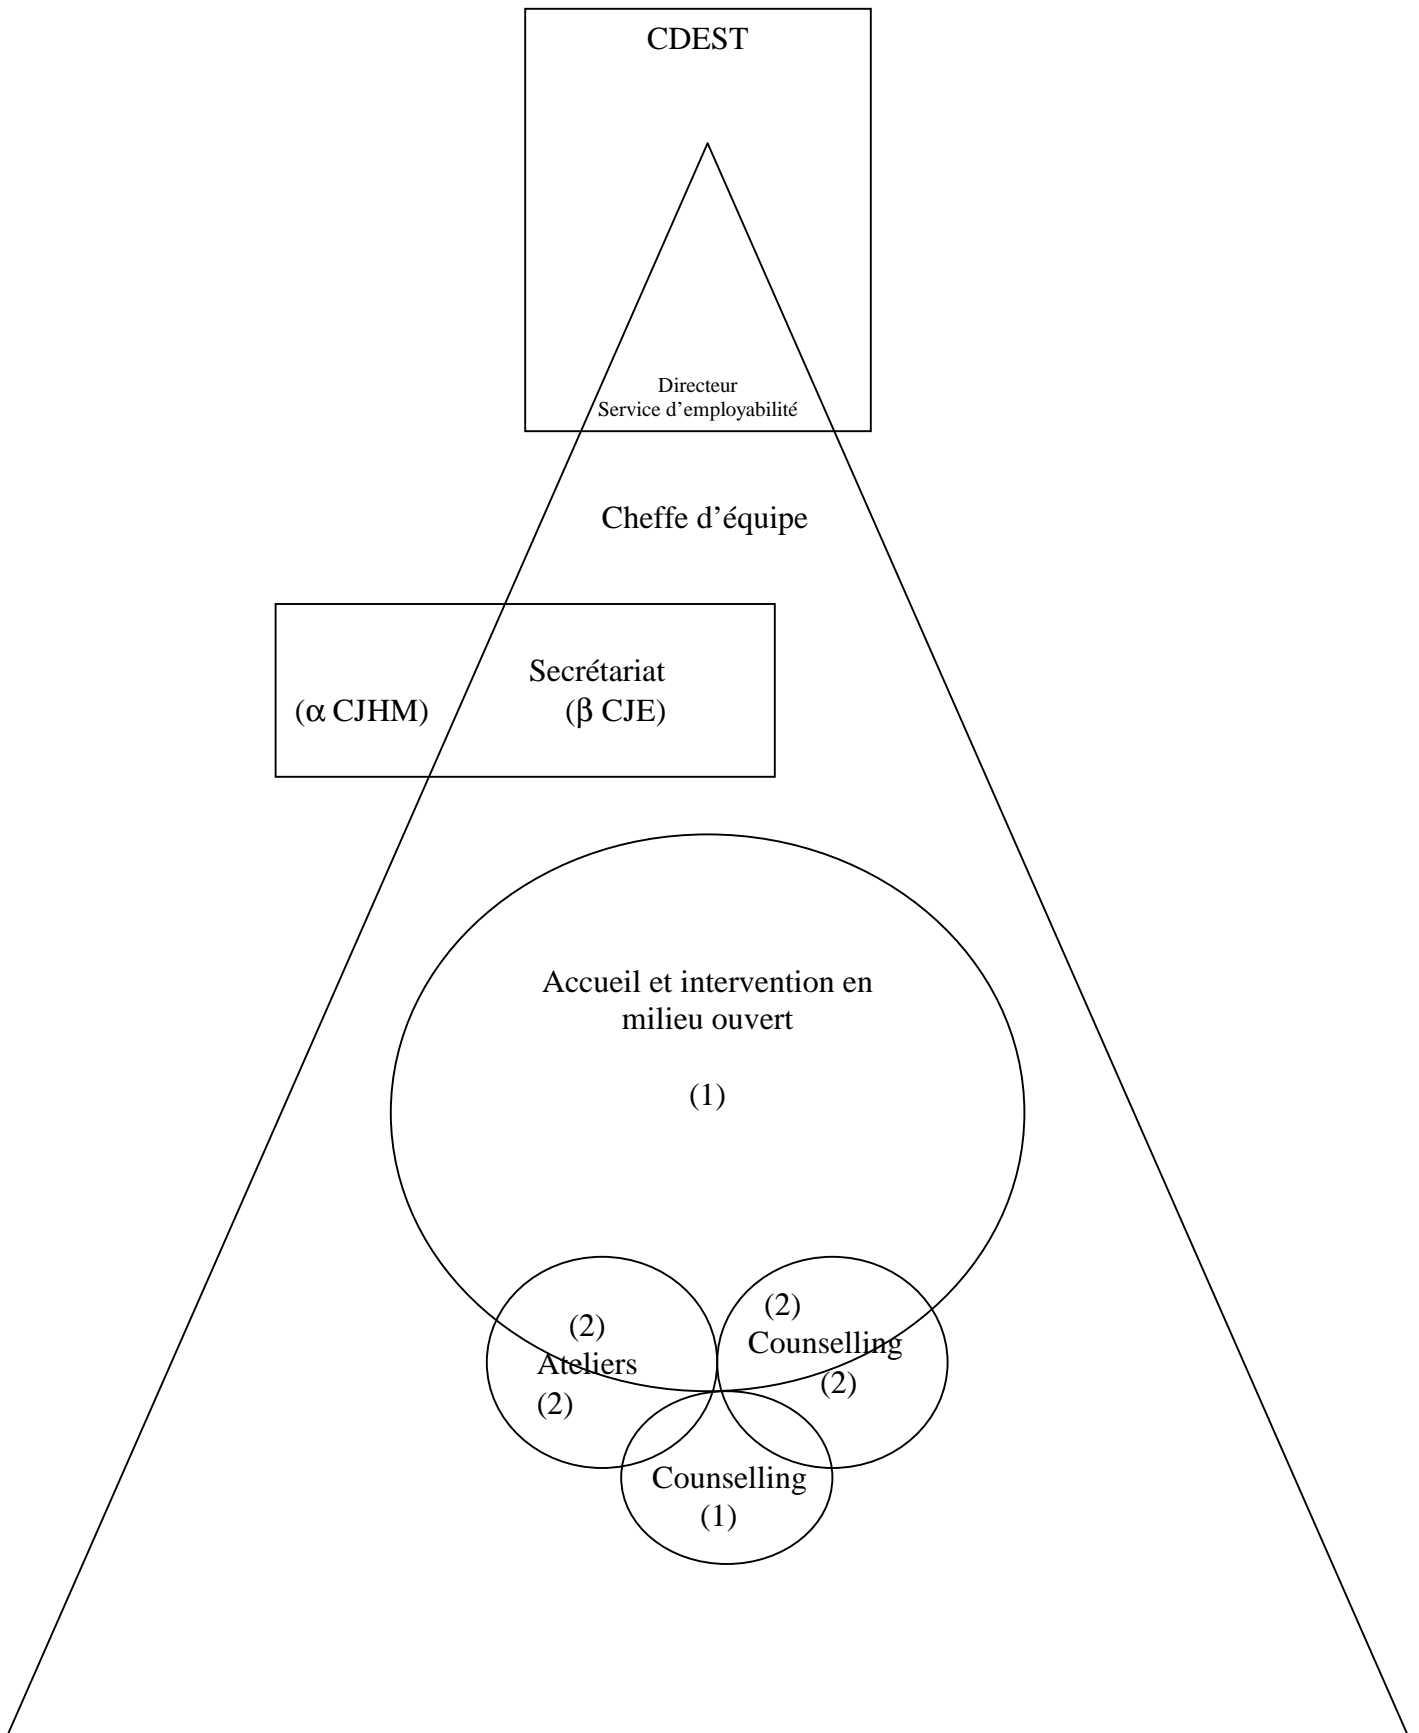 CDEST
Directeur
Service d’employabilité
Cheffe d’équipe
Secrétariat
(α CJHM) (β CJE)
Accueil et intervention en
milieu ouvert
(1)
(2)
Ateliers
(2)
(2)
Counselling
(2)
Counselling
(1)